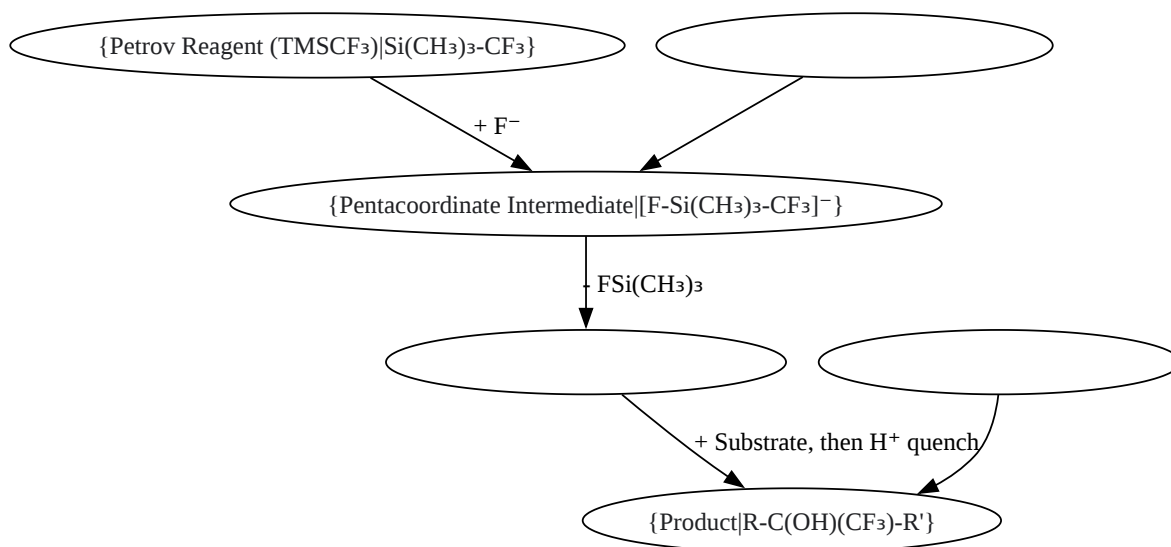 {Petrov Reagent (TMSCF₃)|Si(CH₃)₃-CF₃}
+ F⁻
{Pentacoordinate Intermediate|[F-Si(CH₃)₃-CF₃]⁻}
- FSi(CH₃)₃
+ Substrate, then H⁺ quench
{Product|R-C(OH)(CF₃)-R'}